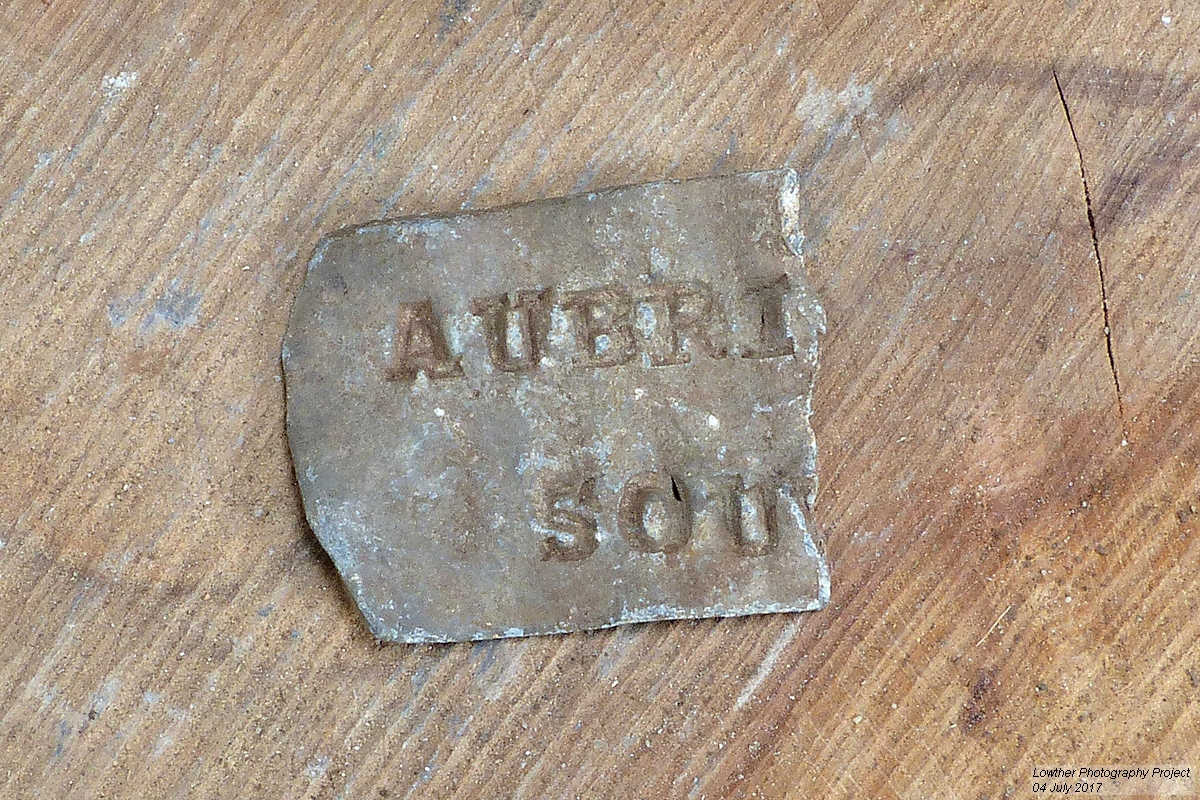 AUBRI
SOU
Lowther Photography Project
04 July 2017